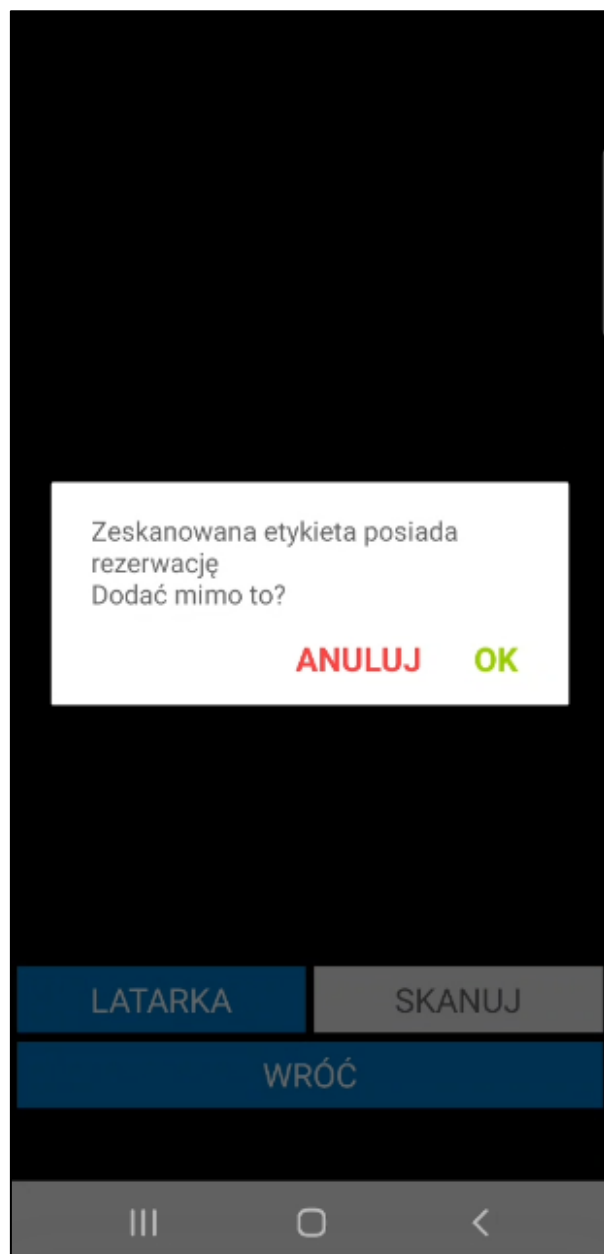 Zeskanowana etykieta posiada
rezerwację
Dodać mimo to?
ANULUJ OK
LATARKA SKANUJ
WRÓĆ